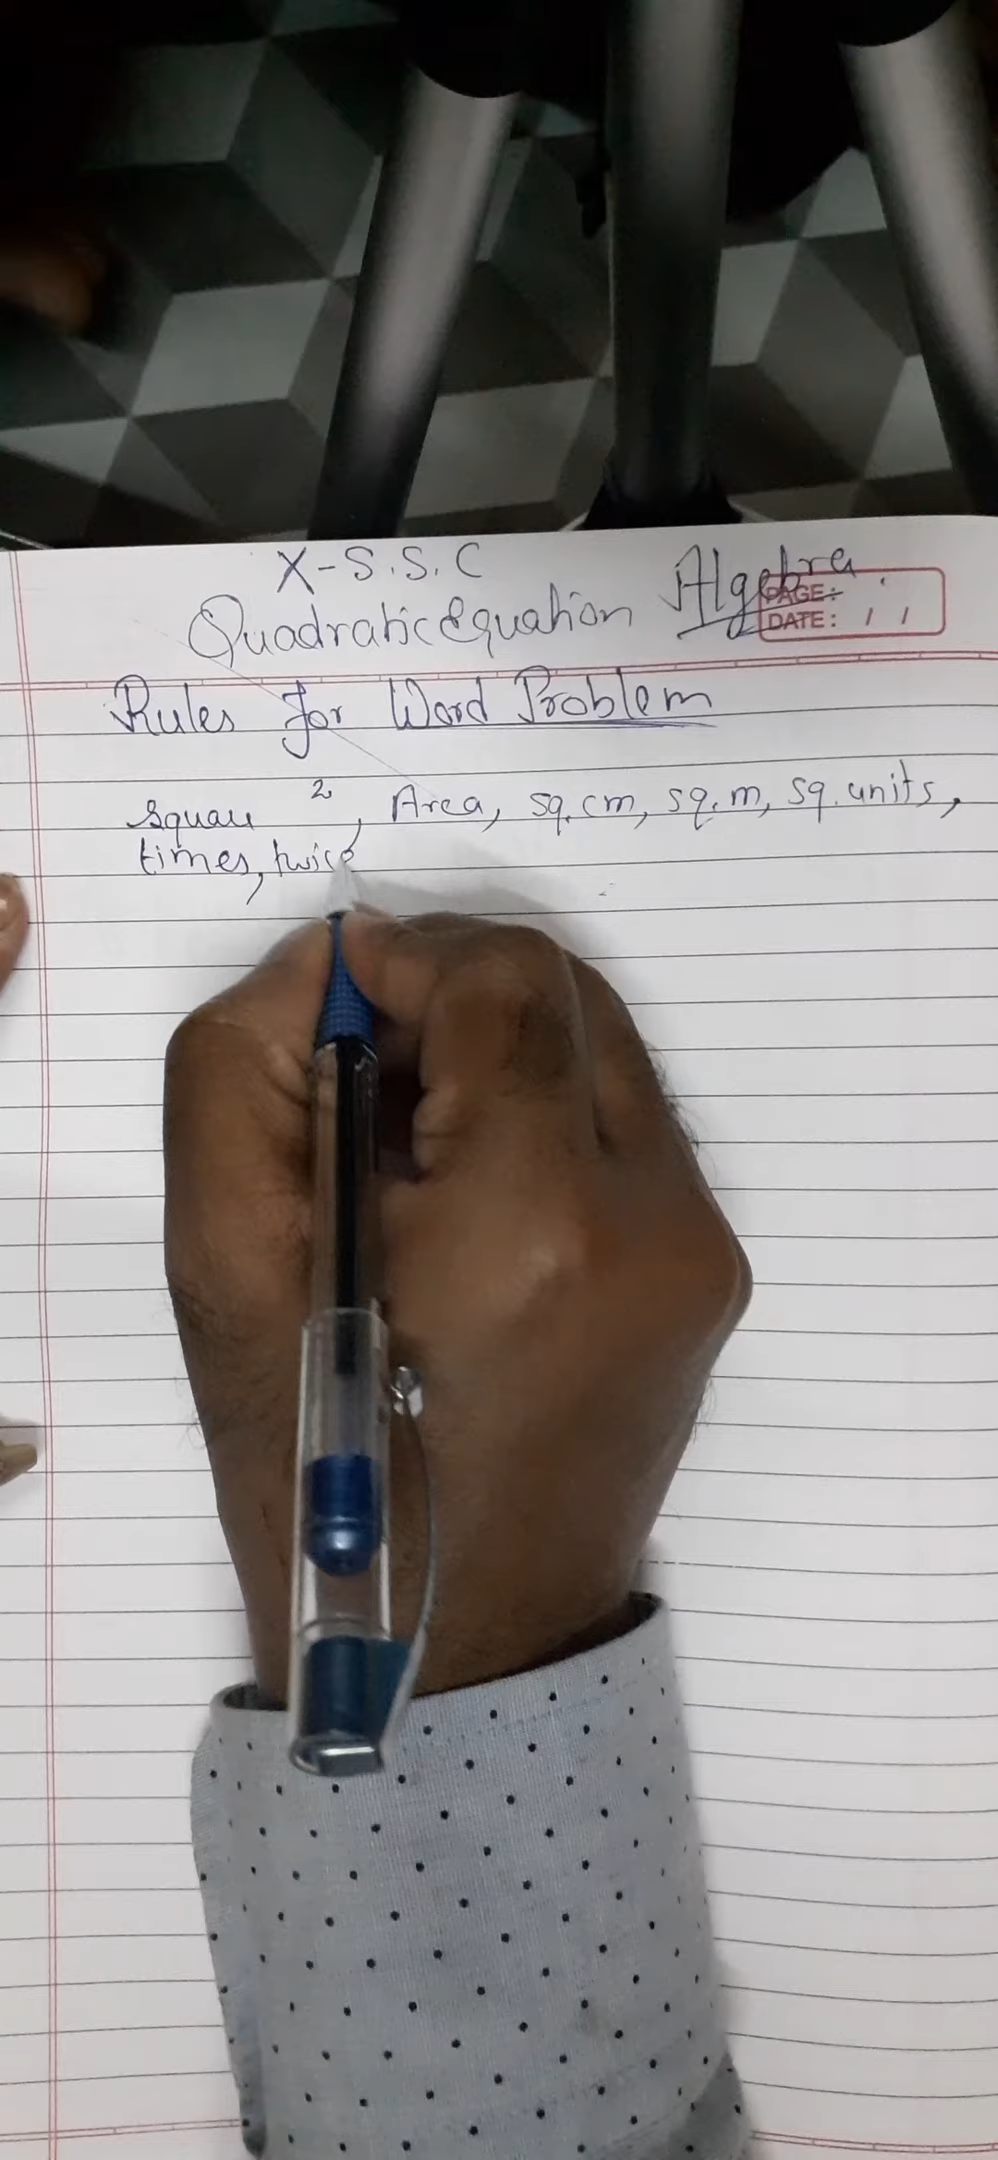 X-S.S.C
Quadratic Equation Algebra
PAGE:
DATE: / /
Rules for Word Problem
square ², Area, sq.cm, sq.m, sq.units,
times, twice